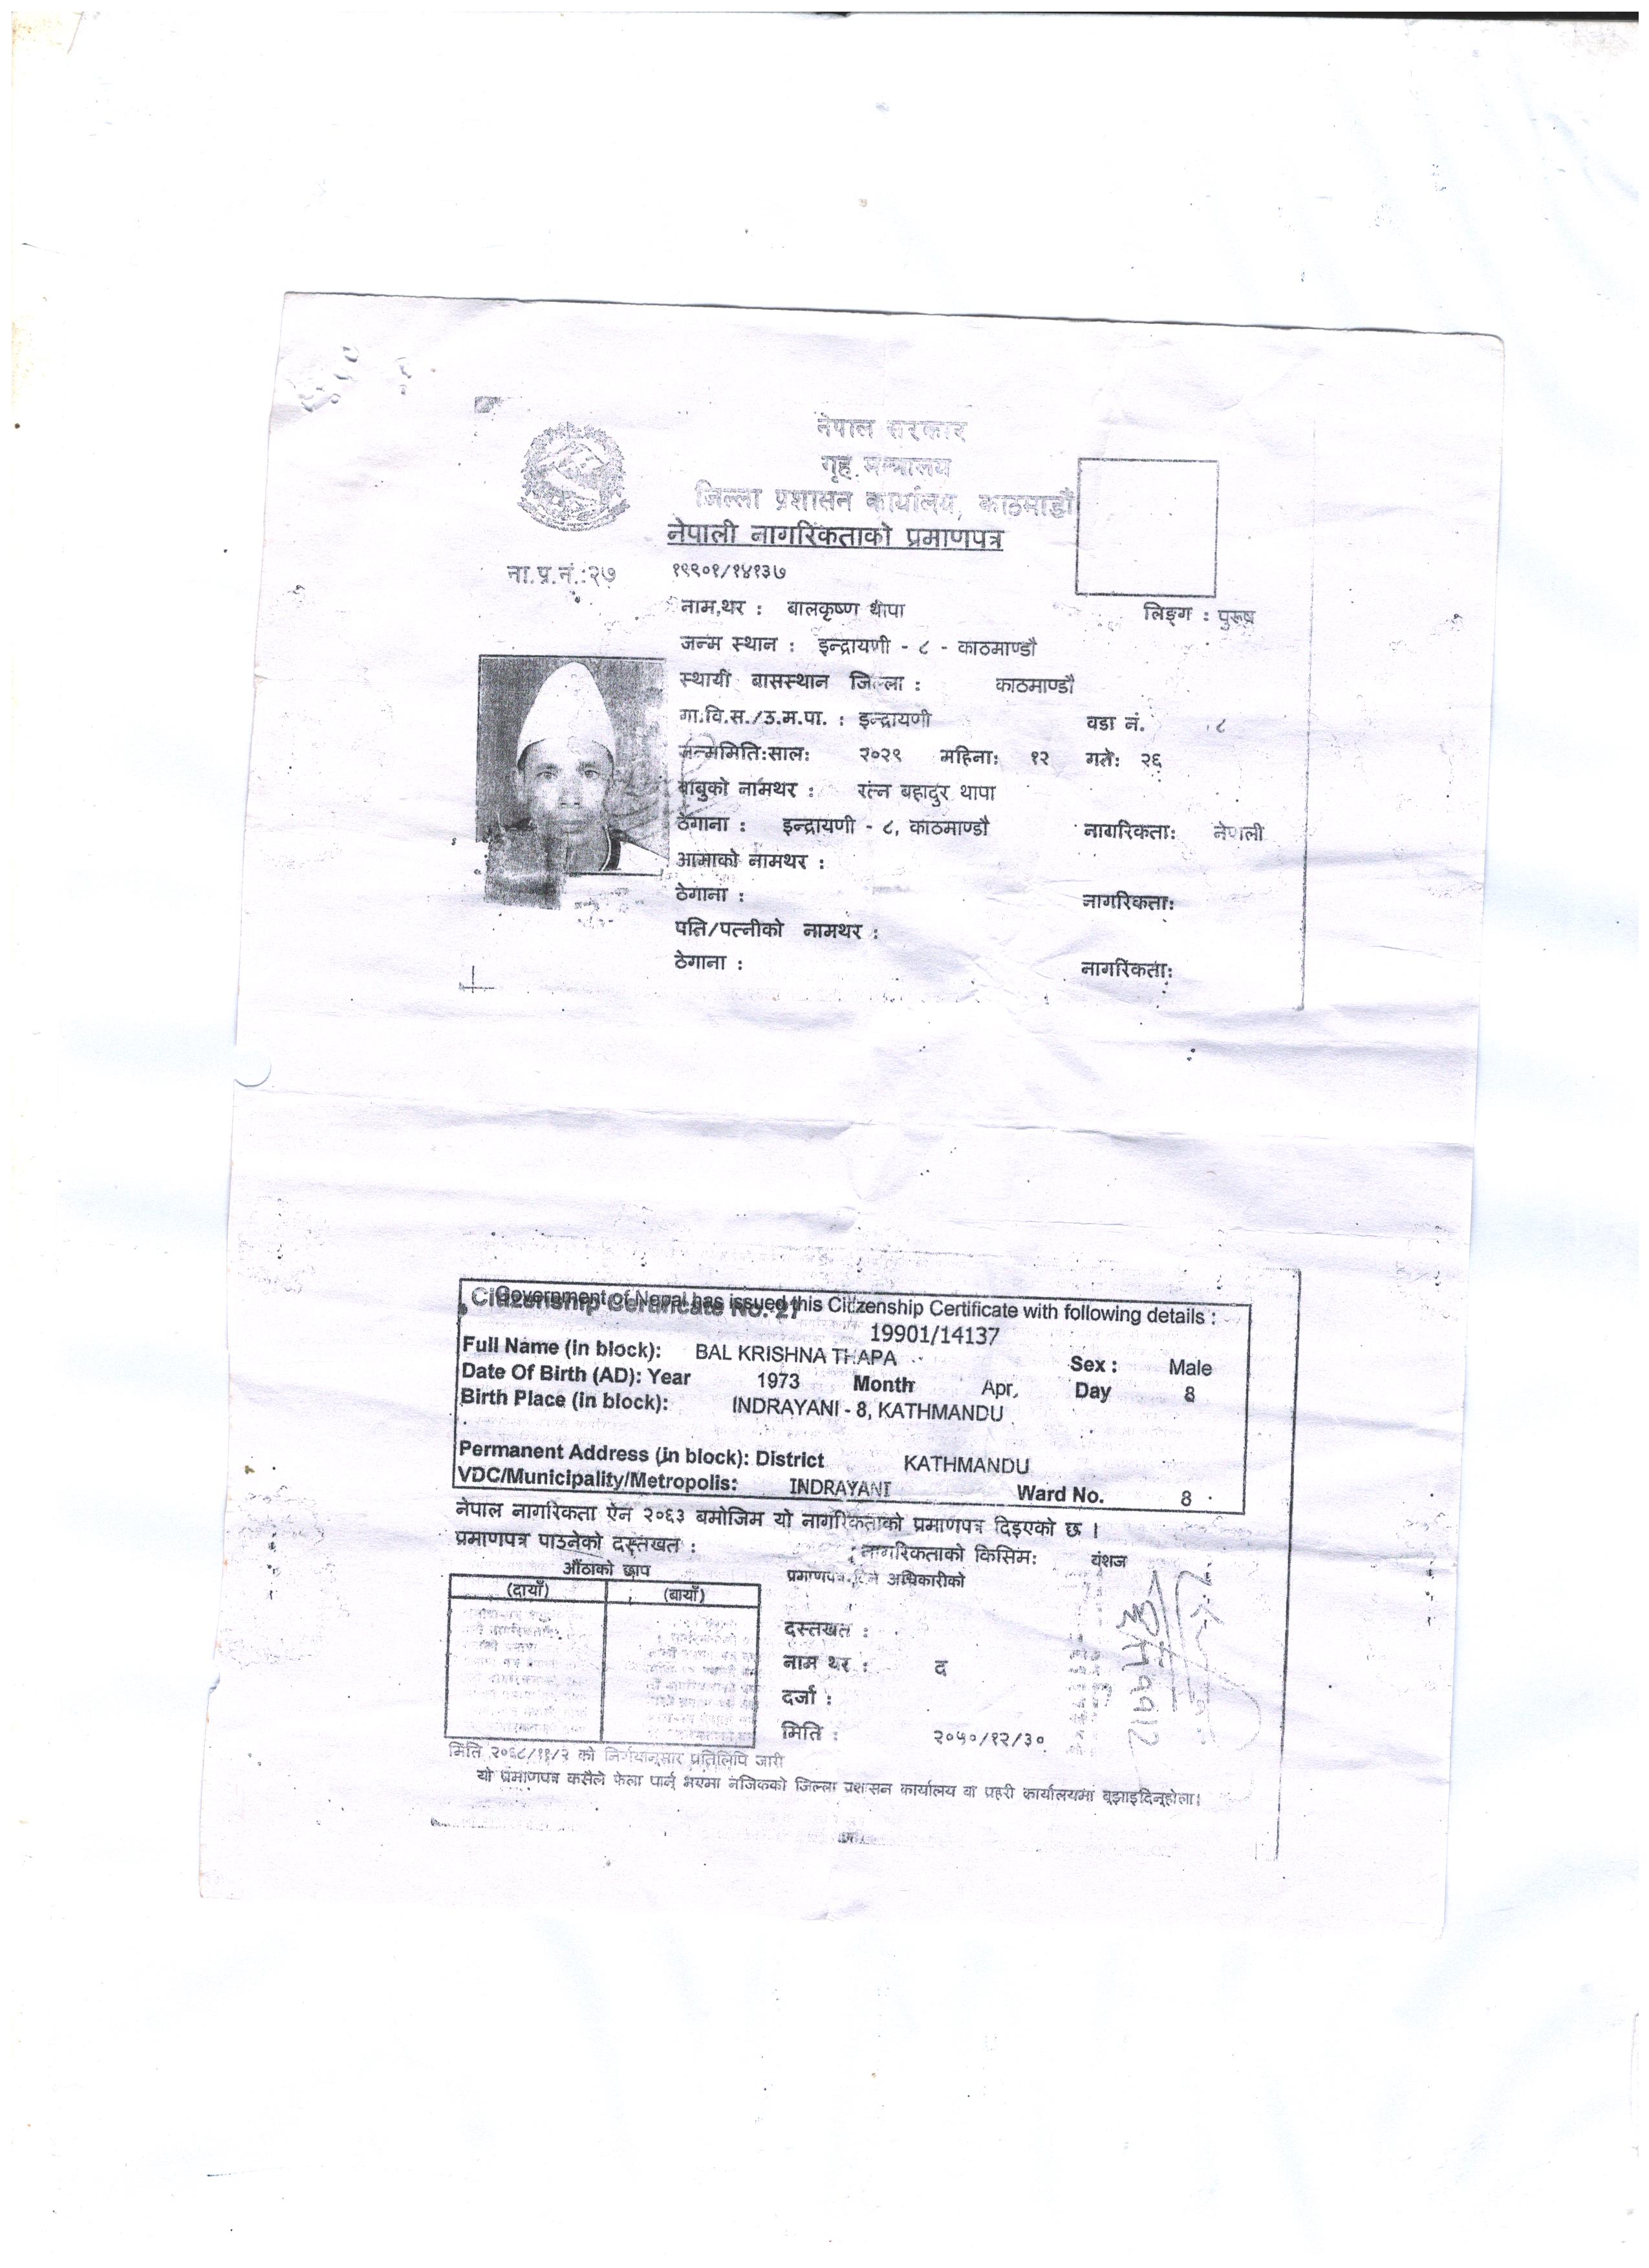 नेपाल सरकार
गृह मन्त्रालय
जिल्ला प्रशासन कार्यालय, काठमाडौं
नेपाली नागरिकताको प्रमाणपत्र
ना.प्र.नं.:२७ १९९०१/१४१३७
नाम,थर : बालकृष्ण थापा लिङ्ग : पुरूष
जन्म स्थान : इन्द्रायणी - ८ - काठमाण्डौ
स्थायी बासस्थान जिल्ला : काठमाण्डौ
गा.वि.स./उ.म.पा. : इन्द्रायणी वडा नं. ८
जन्ममिति:साल: २०२९ महिना: १२ गते: २६
बाबुको नामथर : रत्न बहादुर थापा
ठेगाना : इन्द्रायणी - ८, काठमाण्डौ नागरिकता: नेपाली
आमाको नामथर :
ठेगाना : नागरिकता:
पति/पत्नीको नामथर :
ठेगाना : नागरिकता:
Government of Nepal has issued this Citizenship Certificate with following details :
Citizenship Certificate No.-27 19901/14137
Full Name (in block): BAL KRISHNA THAPA Sex : Male
Date Of Birth (AD): Year 1973 Month Apr, Day 8
Birth Place (in block): INDRAYANI - 8, KATHMANDU
Permanent Address (in block): District KATHMANDU
VDC/Municipality/Metropolis: INDRAYANI Ward No. 8
नेपाल नागरिकता ऐन २०६३ बमोजिम यो नागरिकताको प्रमाणपत्र दिइएको छ ।
प्रमाणपत्र पाउनेको दस्तखत : नागरिकताको किसिम: वंशज
औंठाको छाप प्रमाणपत्र दिने अधिकारीको
(दायाँ) (बायाँ)
दस्तखत :
नाम थर : द
दर्जा :
मिति : २०५०/१२/३०
मिति २०६८/११/२ को निर्णयानुसार प्रतिलिपि जारी
यो प्रमाणपत्र कसैले फेला पार्नु भएमा नजिकको जिल्ला प्रशासन कार्यालय वा प्रहरी कार्यालयमा बुझाइदिनुहोला।